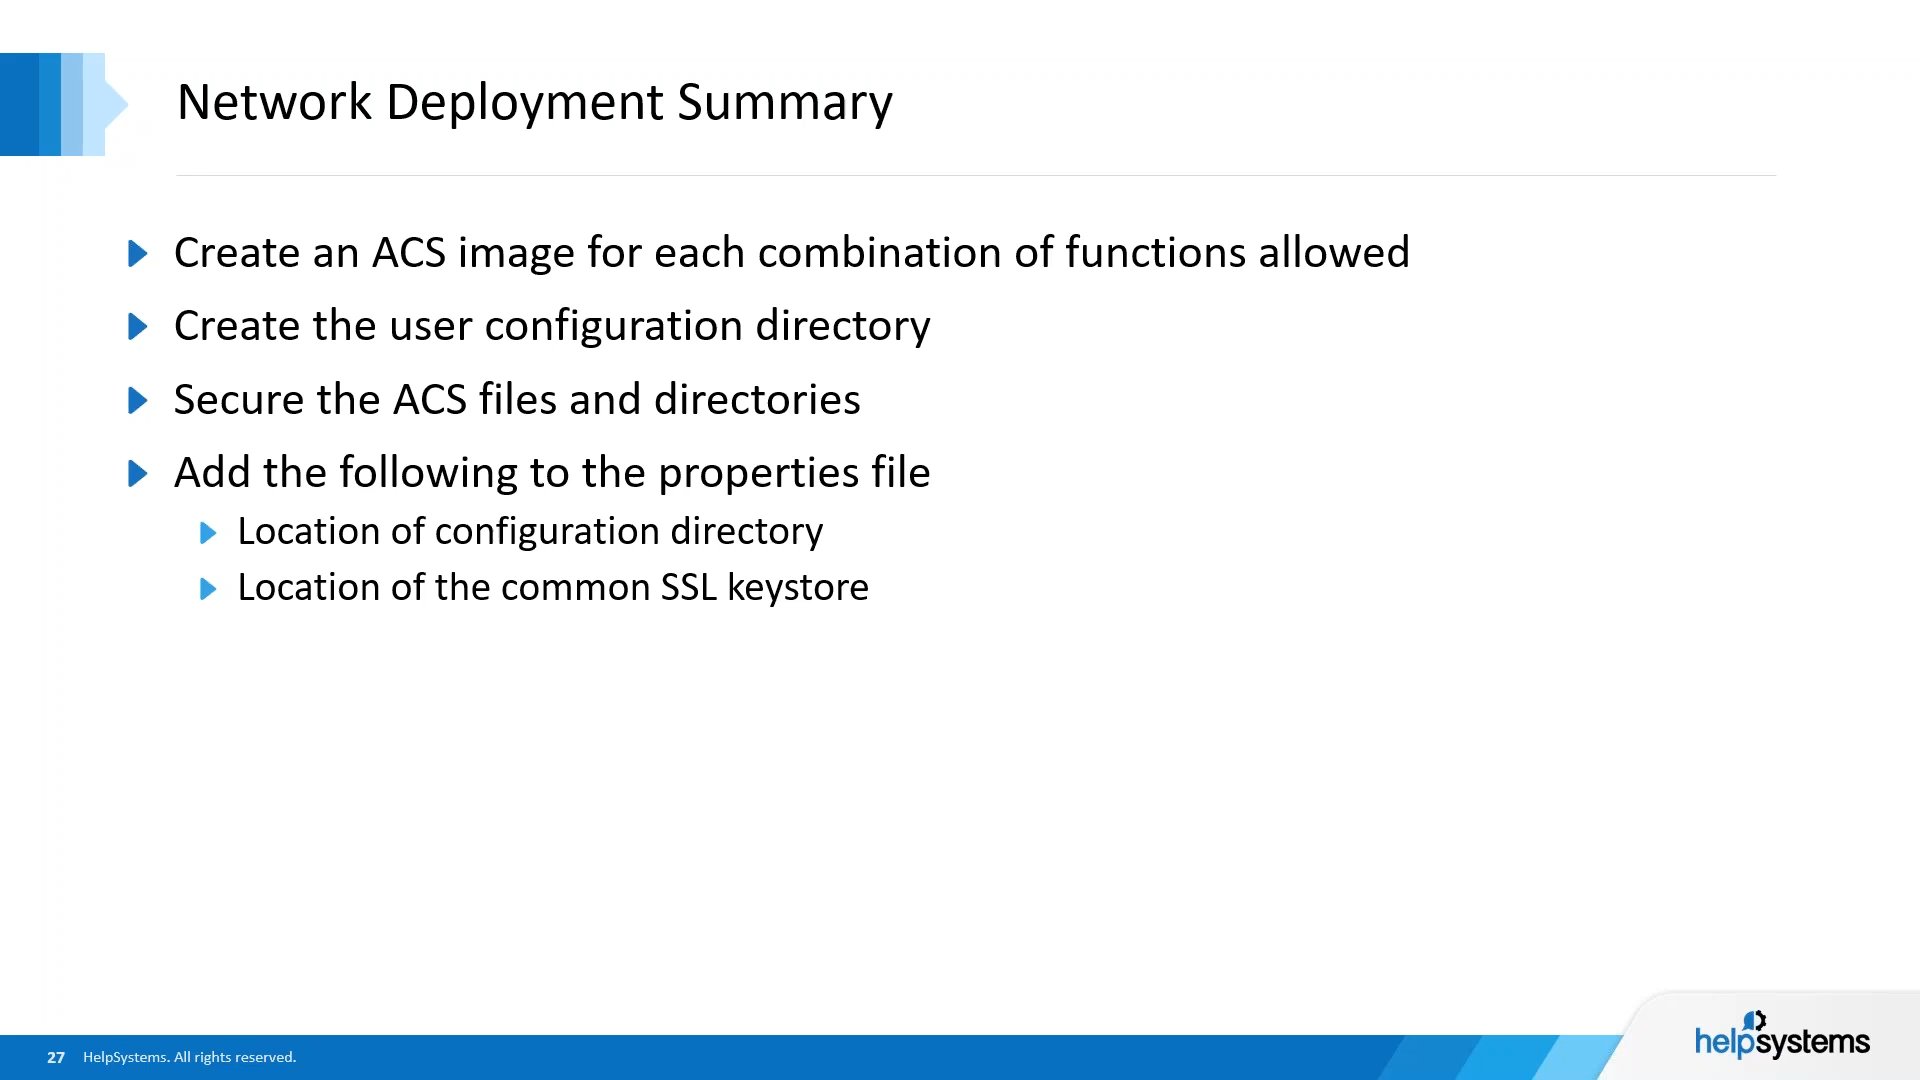 Network Deployment Summary
Create an ACS image for each combination of functions allowed
Create the user configuration directory
Secure the ACS files and directories
Add the following to the properties file
Location of configuration directory
Location of the common SSL keystore
27 HelpSystems. All rights reserved.
helpsystems